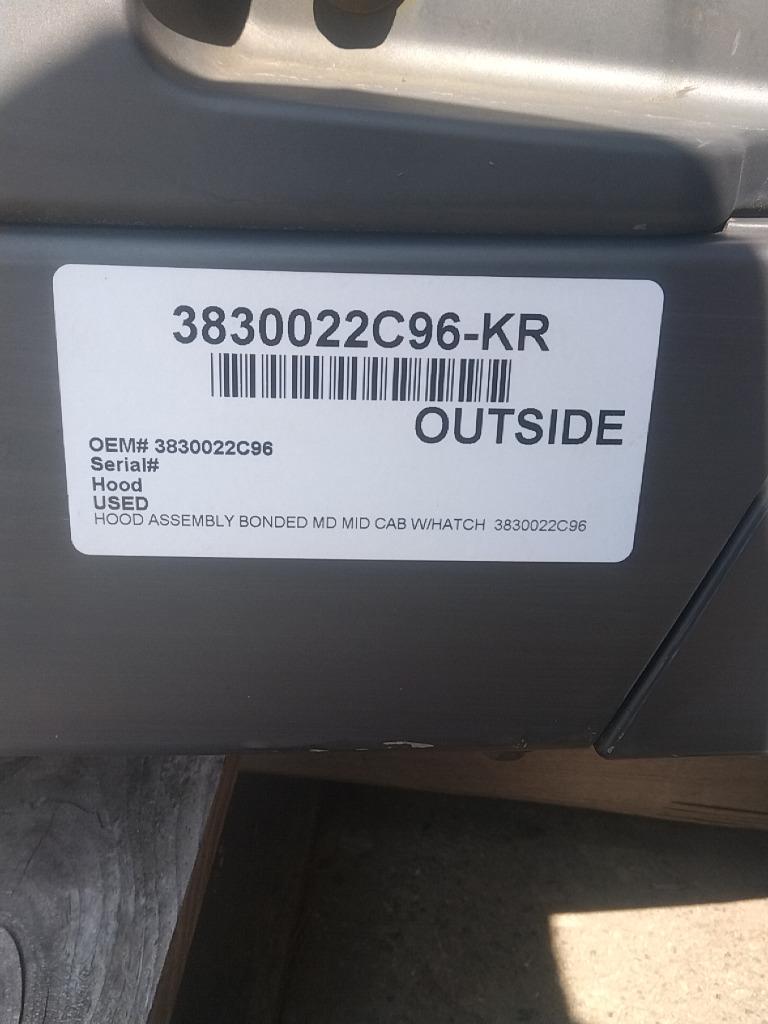 3830022C96-KR
OUTSIDE
OEM# 3830022C96
Serial#
Hood
USED
HOOD ASSEMBLY BONDED MD MID CAB W/HATCH 3830022C96